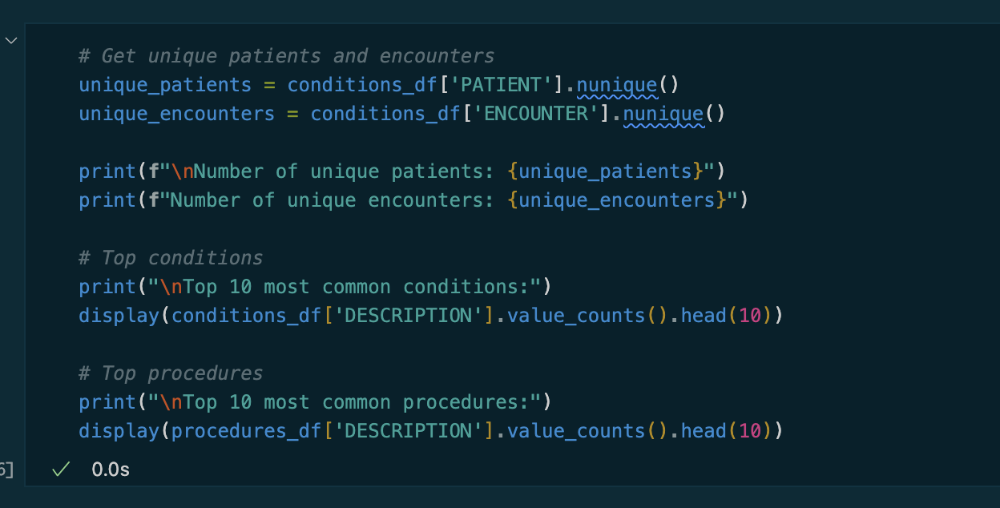 # Get unique patients and encounters
unique_patients = conditions_df['PATIENT'].nunique()
unique_encounters = conditions_df['ENCOUNTER'].nunique()
print(f"\nNumber of unique patients: {unique_patients}")
print(f"Number of unique encounters: {unique_encounters}")
# Top conditions
print("\nTop 10 most common conditions:")
display(conditions_df['DESCRIPTION'].value_counts().head(10))
# Top procedures
print("\nTop 10 most common procedures:")
display(procedures_df['DESCRIPTION'].value_counts().head(10))
0.0s